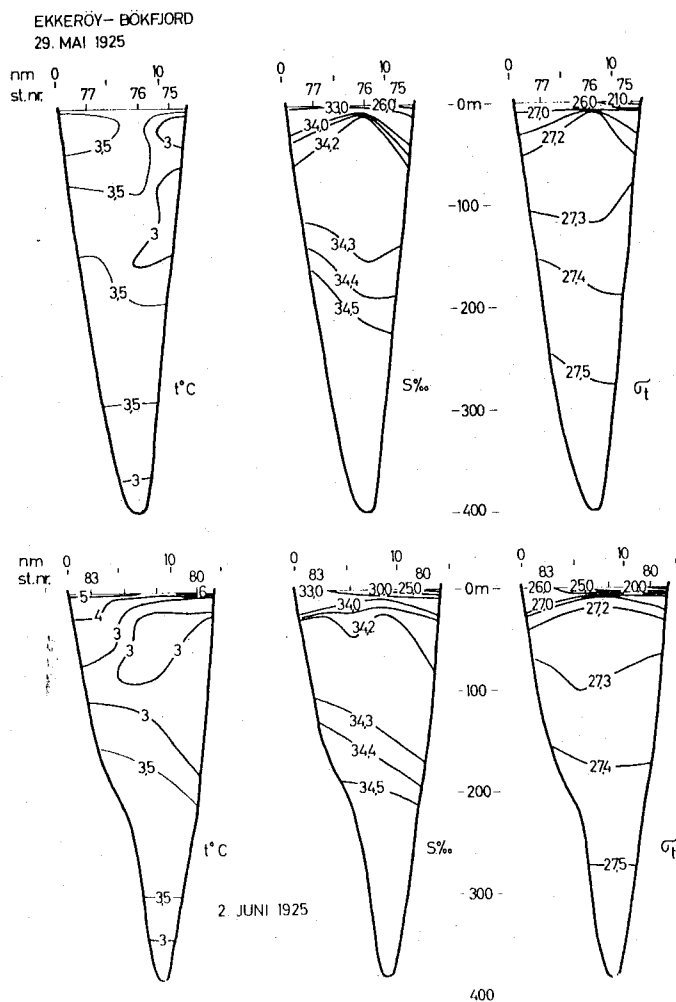 EKKERÖY– BÖKFJORD
29. MAI 1925
nm 0 10 0 10 0 10
st.nr. 77 76 75 77 76 75 77 76 75
33,0 26,0 –0m– 27,0 26,0 21,0
34,0 27,2
3,5 3 34,2
3,5
–100–
3 34,3 27,3
3,5 34,4 27,4
34,5 –200–
27,5
t°C S‰ σt
3,5 –300–
3
–400–
nm 0 10 0 10 0 10
st.nr. 83 80 83 80 83 80
5 6 33,0 30,0 25,0 –0m– 26,0 25,0 20,0
4 34,0 27,0 27,2
3 3 34,2
3
27,3
–100–
3 34,3
3,5 34,4 27,4
34,5 –200–
t°C S‰ σt
27,5
3,5 –300–
2. JUNI 1925
3
400